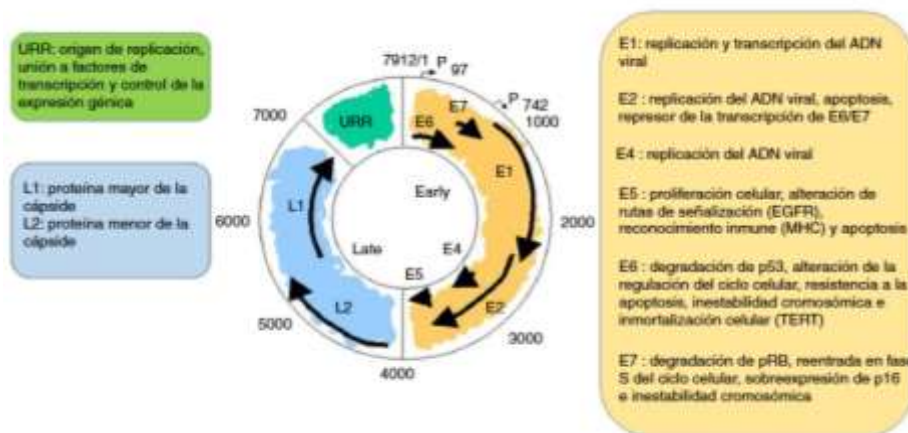 URR: origen de replicación,
unión a factores de
transcripción y control de la
expresión génica
L1: proteína mayor de la
cápside
L2: proteína menor de la
cápside
7912/1 P 97
P 742
1000
2000
3000
4000
5000
6000
7000
URR
E6
E7
E1
Early
E4
E5
E2
Late
L1
L2
E1: replicación y transcripción del ADN
viral
E2 : replicación del ADN viral, apoptosis,
represor de la transcripción de E6/E7
E4 : replicación del ADN viral
E5 : proliferación celular, alteración de
rutas de señalización (EGFR),
reconocimiento inmune (MHC) y apoptosis
E6 : degradación de p53, alteración de la
regulación del ciclo celular, resistencia a la
apoptosis, inestabilidad cromosómica e
inmortalización celular (TERT)
E7 : degradación de pRB, reentrada en fase
S del ciclo celular, sobreexpresión de p16
e inestabilidad cromosómica